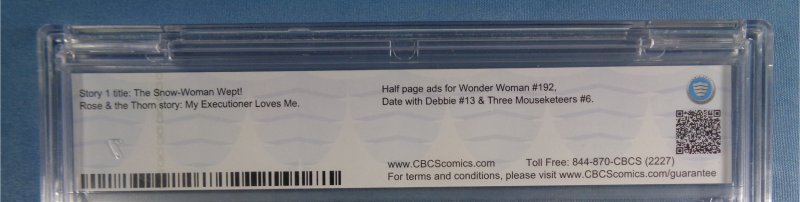 Story 1 title: The Snow-Woman Wept!
Rose & the Thorn story: My Executioner Loves Me.
Half page ads for Wonder Woman #192,
Date with Debbie #13 & Three Mouseketeers #6.
www.CBCScomics.com Toll Free: 844-870-CBCS (2227)
For terms and conditions, please visit www.CBCScomics.com/guarantee